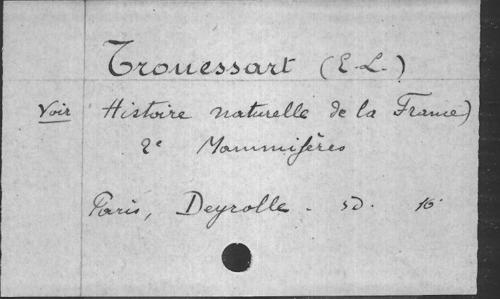 Trouessart (E-L.)
Voir Histoire naturelle de la France)
2e Mammifères
Paris, Deyrolle. sd. 16